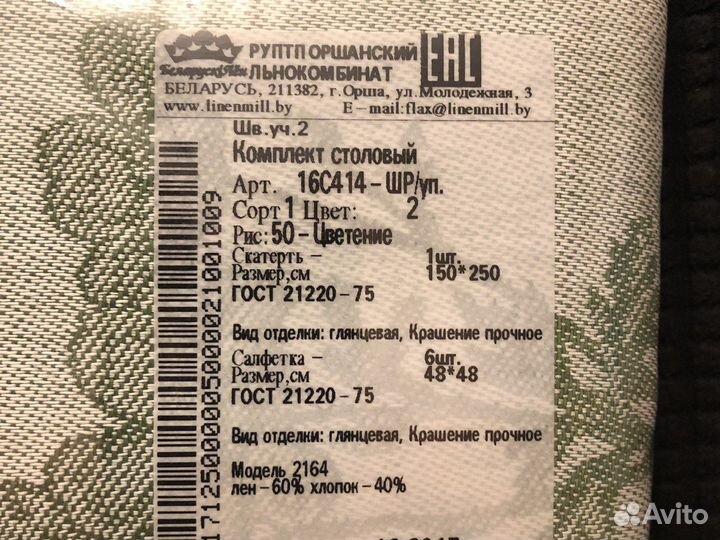 БеларускіЛён
РУПТП ОРШАНСКИЙ
ЛЬНОКОМБИНАТ
EAC
БЕЛАРУСЬ, 211382, г.Орша, ул.Молодежная, 3
www.linenmill.by E-mail:flax@linenmill.by
Шв.уч.2
Комплект столовый
Арт. 16С414-ШР/уп.
Сорт 1 Цвет: 2
Рис: 50-Цветение
Скатерть - 1шт.
Размер,см 150*250
ГОСТ 21220-75
Вид отделки: глянцевая, Крашение прочное
Салфетка - 6шт.
Размер,см 48*48
ГОСТ 21220-75
Вид отделки: глянцевая, Крашение прочное
Модель 2164
лен-60% хлопок-40%
Avito